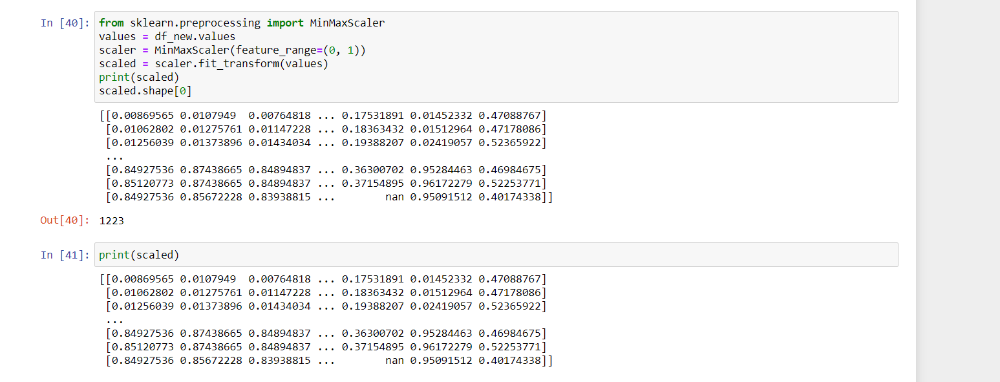 In [40]: from sklearn.preprocessing import MinMaxScaler
values = df_new.values
scaler = MinMaxScaler(feature_range=(0, 1))
scaled = scaler.fit_transform(values)
print(scaled)
scaled.shape[0]
[[0.00869565 0.0107949  0.00764818 ... 0.17531891 0.01452332 0.47088767]
 [0.01062802 0.01275761 0.01147228 ... 0.18363432 0.01512964 0.47178086]
 [0.01256039 0.01373896 0.01434034 ... 0.19388207 0.02419057 0.52365922]
 ...
 [0.84927536 0.87438665 0.84894837 ... 0.36300702 0.95284463 0.46984675]
 [0.85120773 0.87438665 0.84894837 ... 0.37154895 0.96172279 0.52253771]
 [0.84927536 0.85672228 0.83938815 ...        nan 0.95091512 0.40174338]]
Out[40]: 1223
In [41]: print(scaled)
[[0.00869565 0.0107949  0.00764818 ... 0.17531891 0.01452332 0.47088767]
 [0.01062802 0.01275761 0.01147228 ... 0.18363432 0.01512964 0.47178086]
 [0.01256039 0.01373896 0.01434034 ... 0.19388207 0.02419057 0.52365922]
 ...
 [0.84927536 0.87438665 0.84894837 ... 0.36300702 0.95284463 0.46984675]
 [0.85120773 0.87438665 0.84894837 ... 0.37154895 0.96172279 0.52253771]
 [0.84927536 0.85672228 0.83938815 ...        nan 0.95091512 0.40174338]]